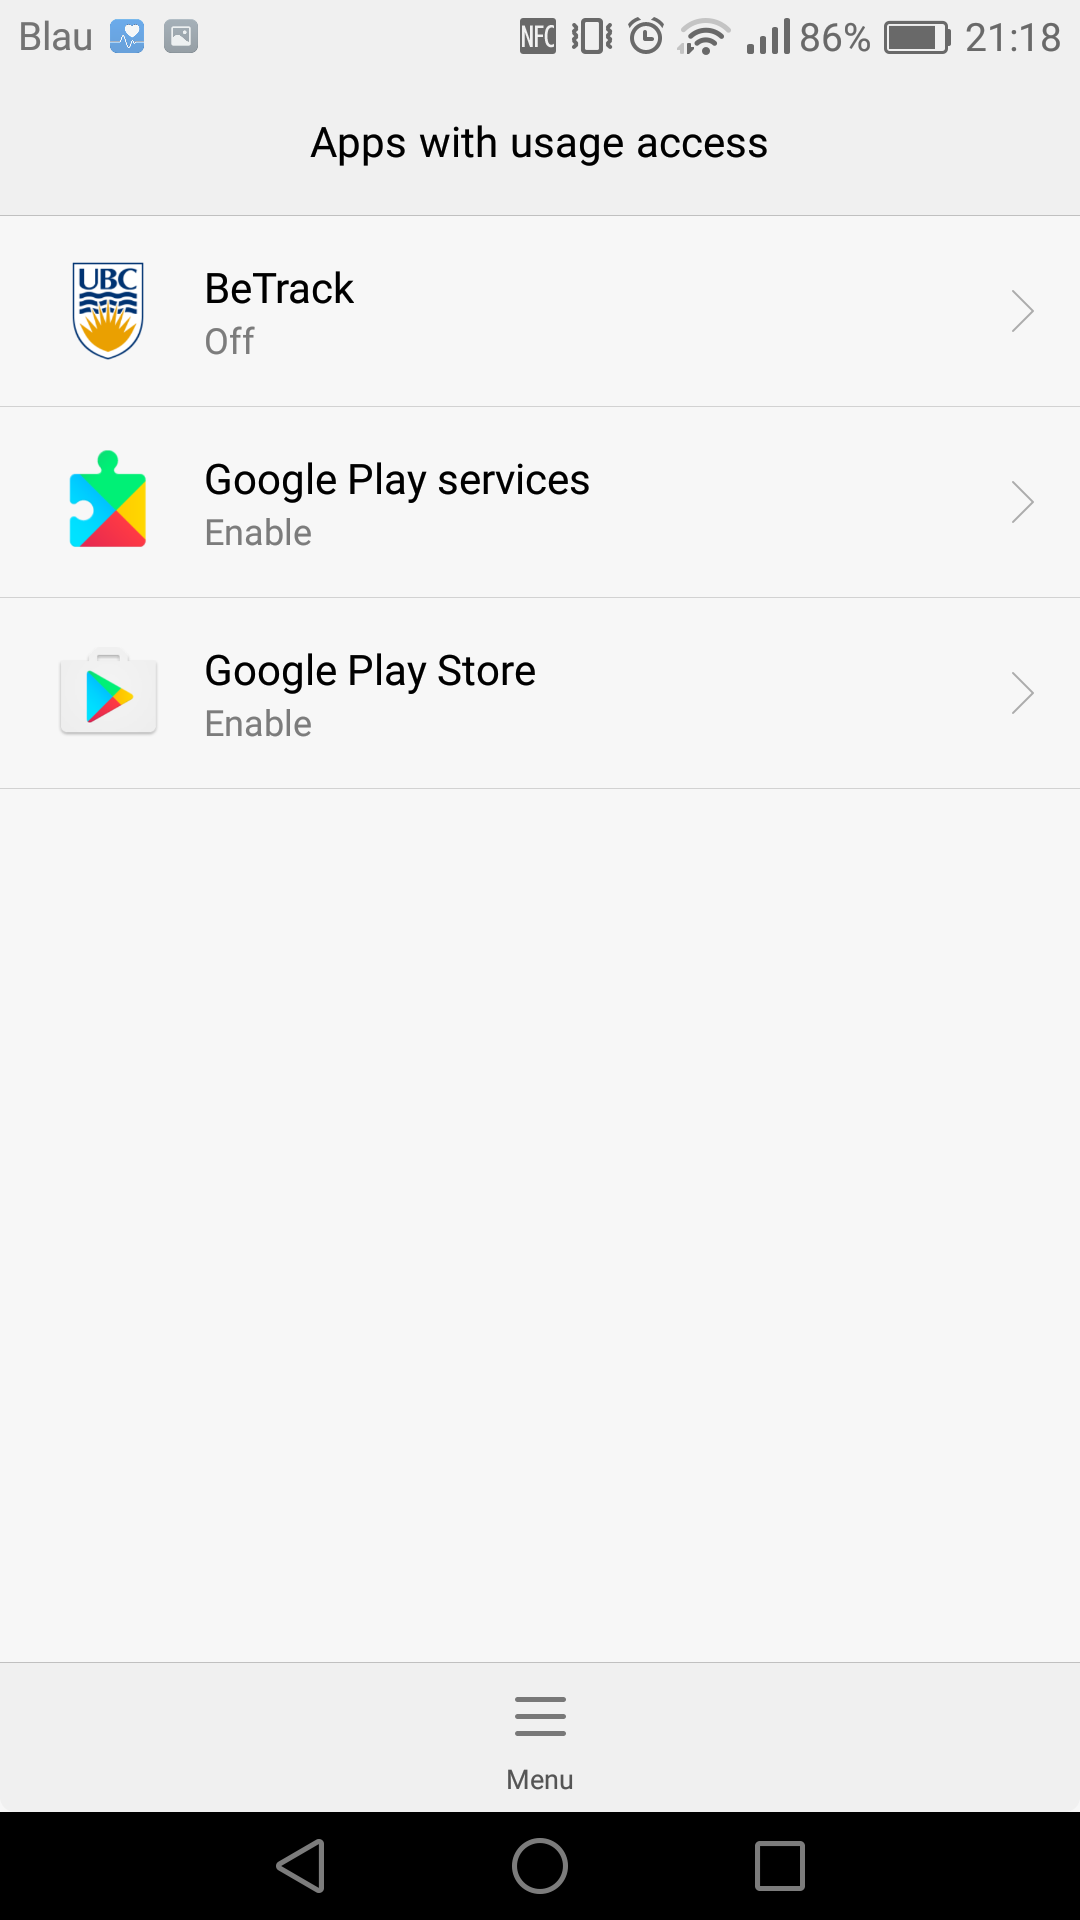 Blau NFC 86% 21:18
Apps with usage access
UBC
BeTrack
Off
Google Play services
Enable
Google Play Store
Enable
Menu